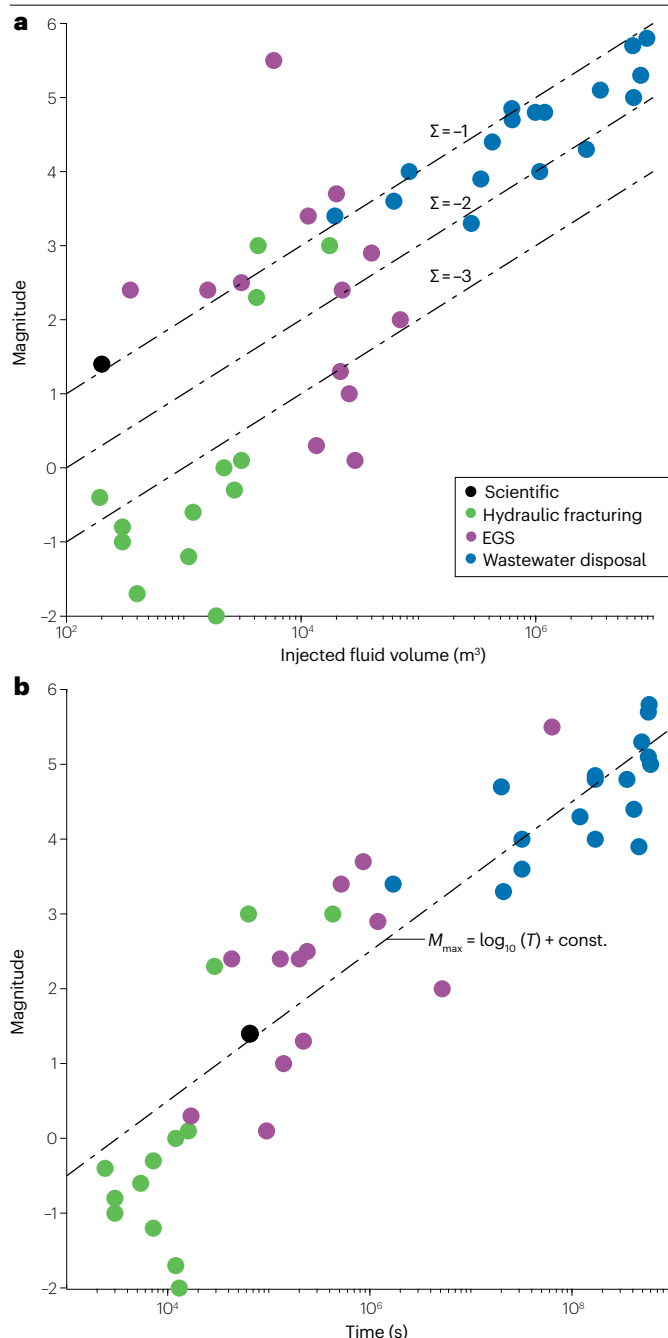 a
6
5
4
3
2
1
0
–1
–2
Magnitude
Σ = –1
Σ = –2
Σ = –3
Scientific
Hydraulic fracturing
EGS
Wastewater disposal
10² 10⁴ 10⁶
Injected fluid volume (m³)
b
6
5
4
3
2
1
0
–1
–2
Magnitude
M_max = log₁₀ (T) + const.
10⁴ 10⁶ 10⁸
Time (s)